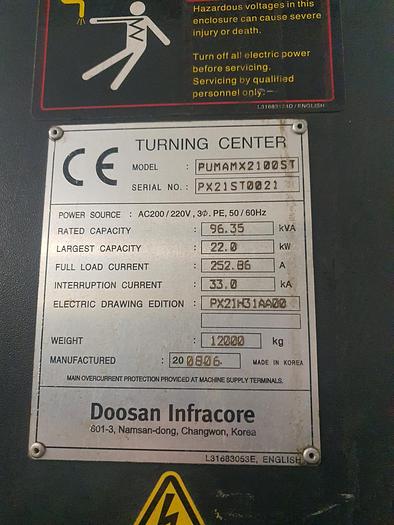 Hazardous voltages in this
enclosure can cause severe
injury or death.
Turn off all electric power
before servicing.
Servicing by qualified
personnel only.
/ ENGLISH
CE TURNING CENTER
MODEL : PUMAMX2100ST
SERIAL NO. : PX21ST0021
POWER SOURCE : AC200 / 220V , 3Φ. PE, 50 / 60Hz
RATED CAPACITY : 96.35 kVA
LARGEST CAPACITY : 22.0 kW
FULL LOAD CURRENT : 252.86 A
INTERRUPTION CURRENT : 33.0 kA
ELECTRIC DRAWING EDITION : PX21H31AA00
WEIGHT : 12000 kg
MANUFACTURED : 20 0806 MADE IN KOREA
MAIN OVERCURRENT PROTECTION PROVIDED AT MACHINE SUPPLY TERMINALS.
Doosan Infracore
601-3, Namsan-dong, Changwon, Korea
L31683053E, ENGLISH